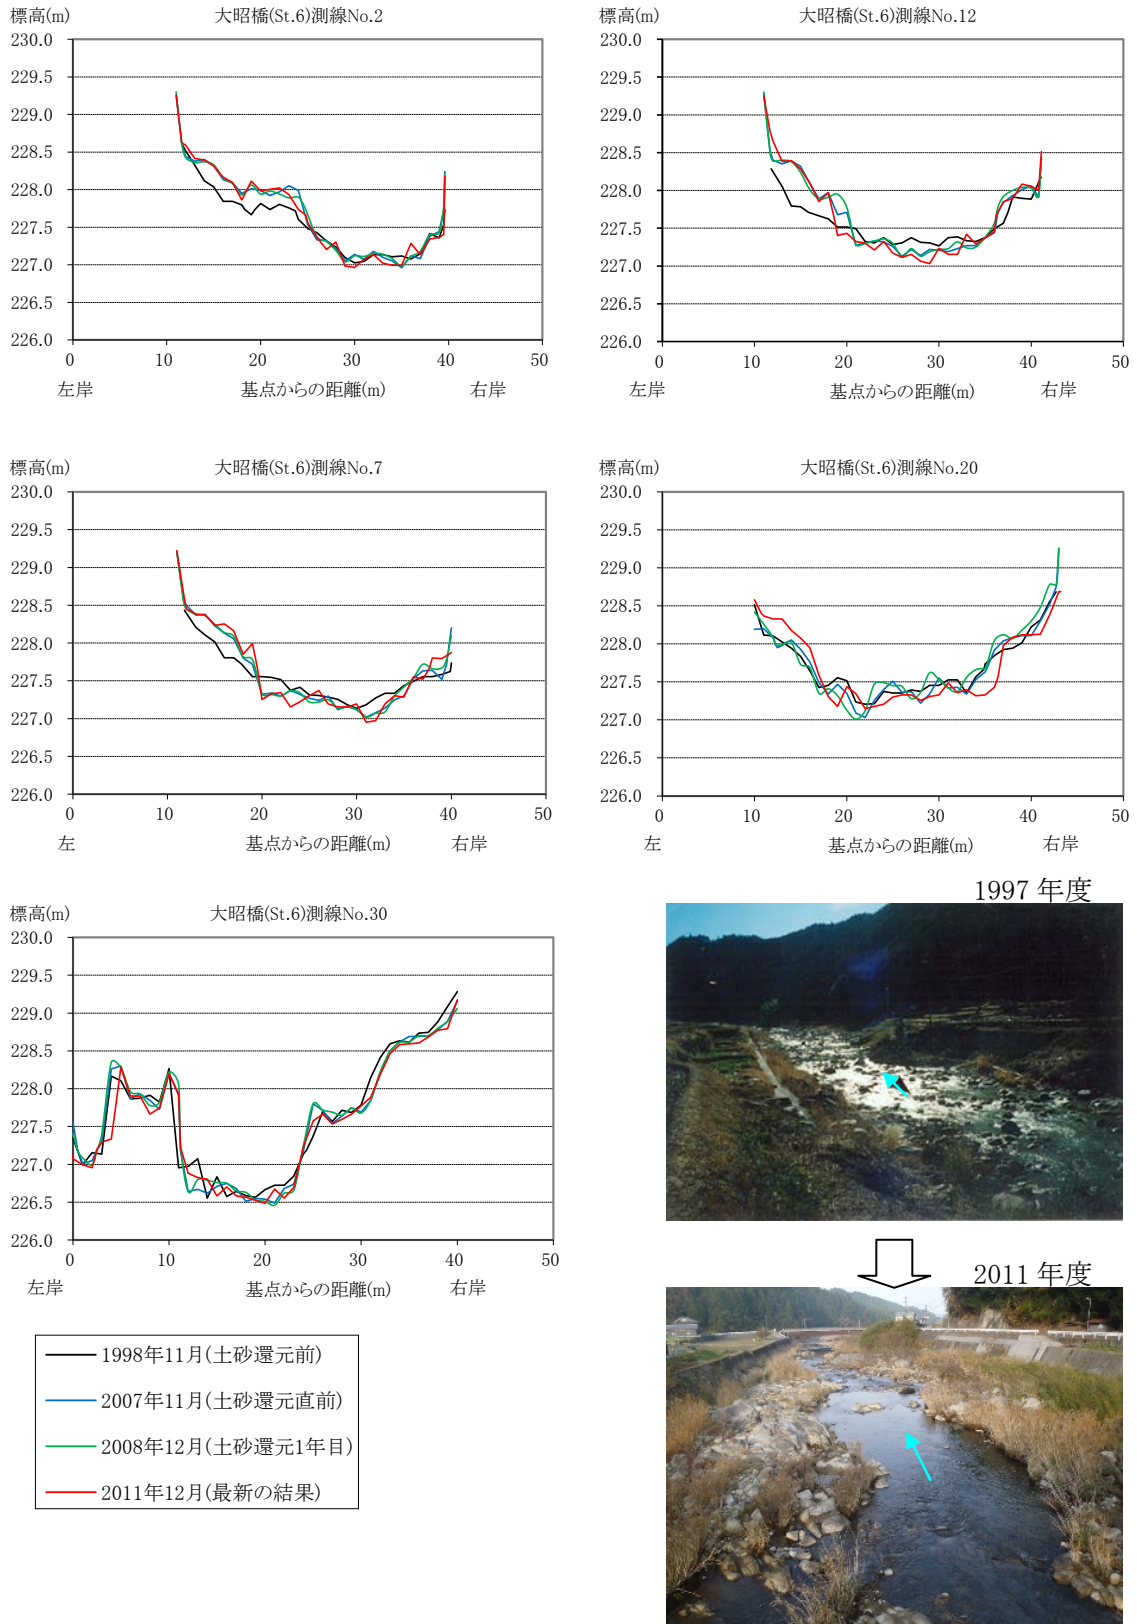 標高(m)
大昭橋(St.6)測線No.2
230.0
229.5
229.0
228.5
228.0
227.5
227.0
226.5
226.0
0 10 20 30 40 50
左岸 基点からの距離(m) 右岸
標高(m)
大昭橋(St.6)測線No.12
230.0
229.5
229.0
228.5
228.0
227.5
227.0
226.5
226.0
0 10 20 30 40 50
左岸 基点からの距離(m) 右岸
標高(m)
大昭橋(St.6)測線No.7
230.0
229.5
229.0
228.5
228.0
227.5
227.0
226.5
226.0
0 10 20 30 40 50
左 基点からの距離(m) 右岸
標高(m)
大昭橋(St.6)測線No.20
230.0
229.5
229.0
228.5
228.0
227.5
227.0
226.5
226.0
0 10 20 30 40 50
左 基点からの距離(m) 右岸
標高(m)
大昭橋(St.6)測線No.30
230.0
229.5
229.0
228.5
228.0
227.5
227.0
226.5
226.0
0 10 20 30 40 50
左岸 基点からの距離(m) 右岸
1997 年度
2011 年度
1998年11月(土砂還元前)
2007年11月(土砂還元直前)
2008年12月(土砂還元1年目)
2011年12月(最新の結果)